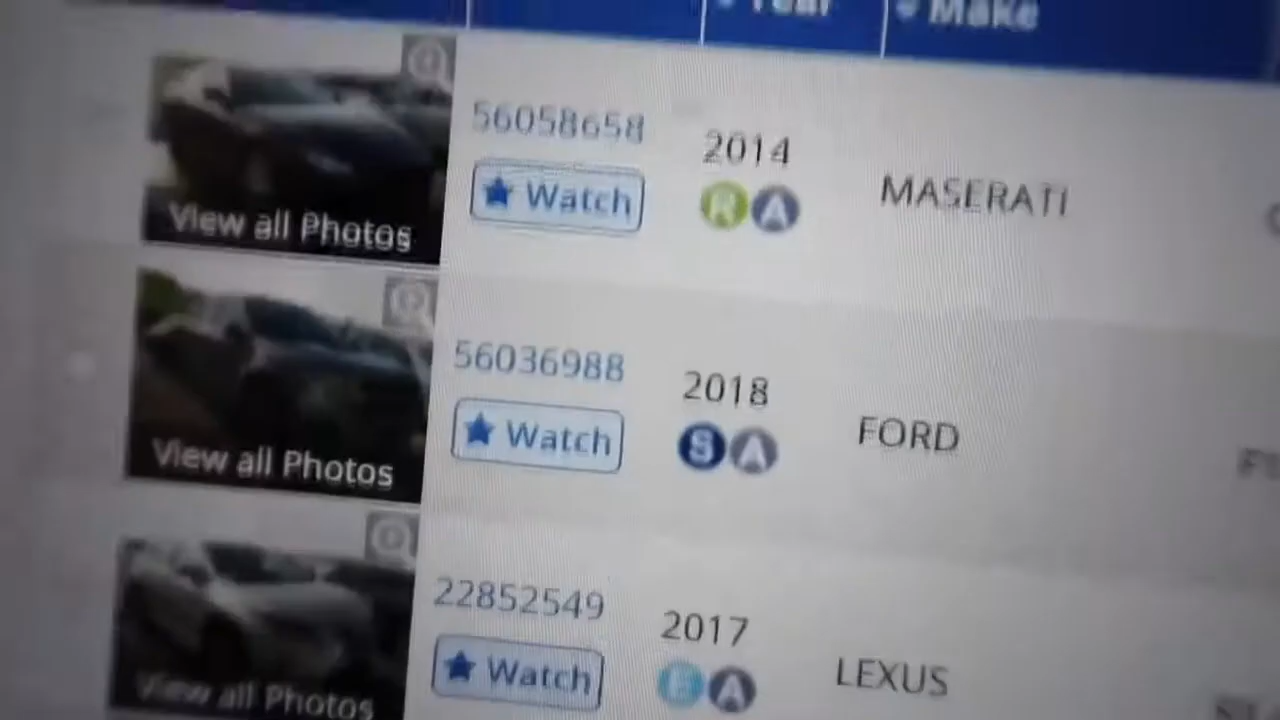 Year Make
56058658
2014
Watch
R A
MASERATI
View all Photos
56036988
2018
Watch
S A
FORD
View all Photos
22852549
2017
Watch
E A
LEXUS
View all Photos